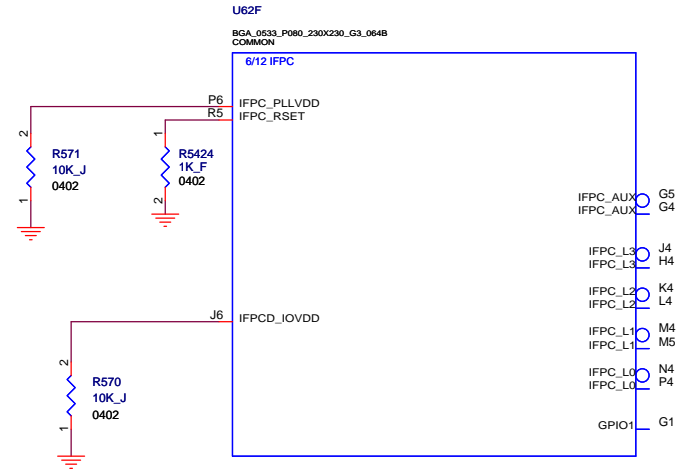 U62F
BGA_0533_P080_230X230_G3_064B
COMMON
6/12 IFPC
P6 IFPC_PLLVDD
R5 IFPC_RSET
2
R571
10K_J
0402
1
1
R5424
1K_F
0402
2
IFPC_AUX G5
IFPC_AUX G4
IFPC_L3 J4
IFPC_L3 H4
IFPC_L2 K4
IFPC_L2 L4
J6 IFPCD_IOVDD
IFPC_L1 M4
IFPC_L1 M5
2
R570
10K_J
0402
1
IFPC_L0 N4
IFPC_L0 P4
GPIO1 G1